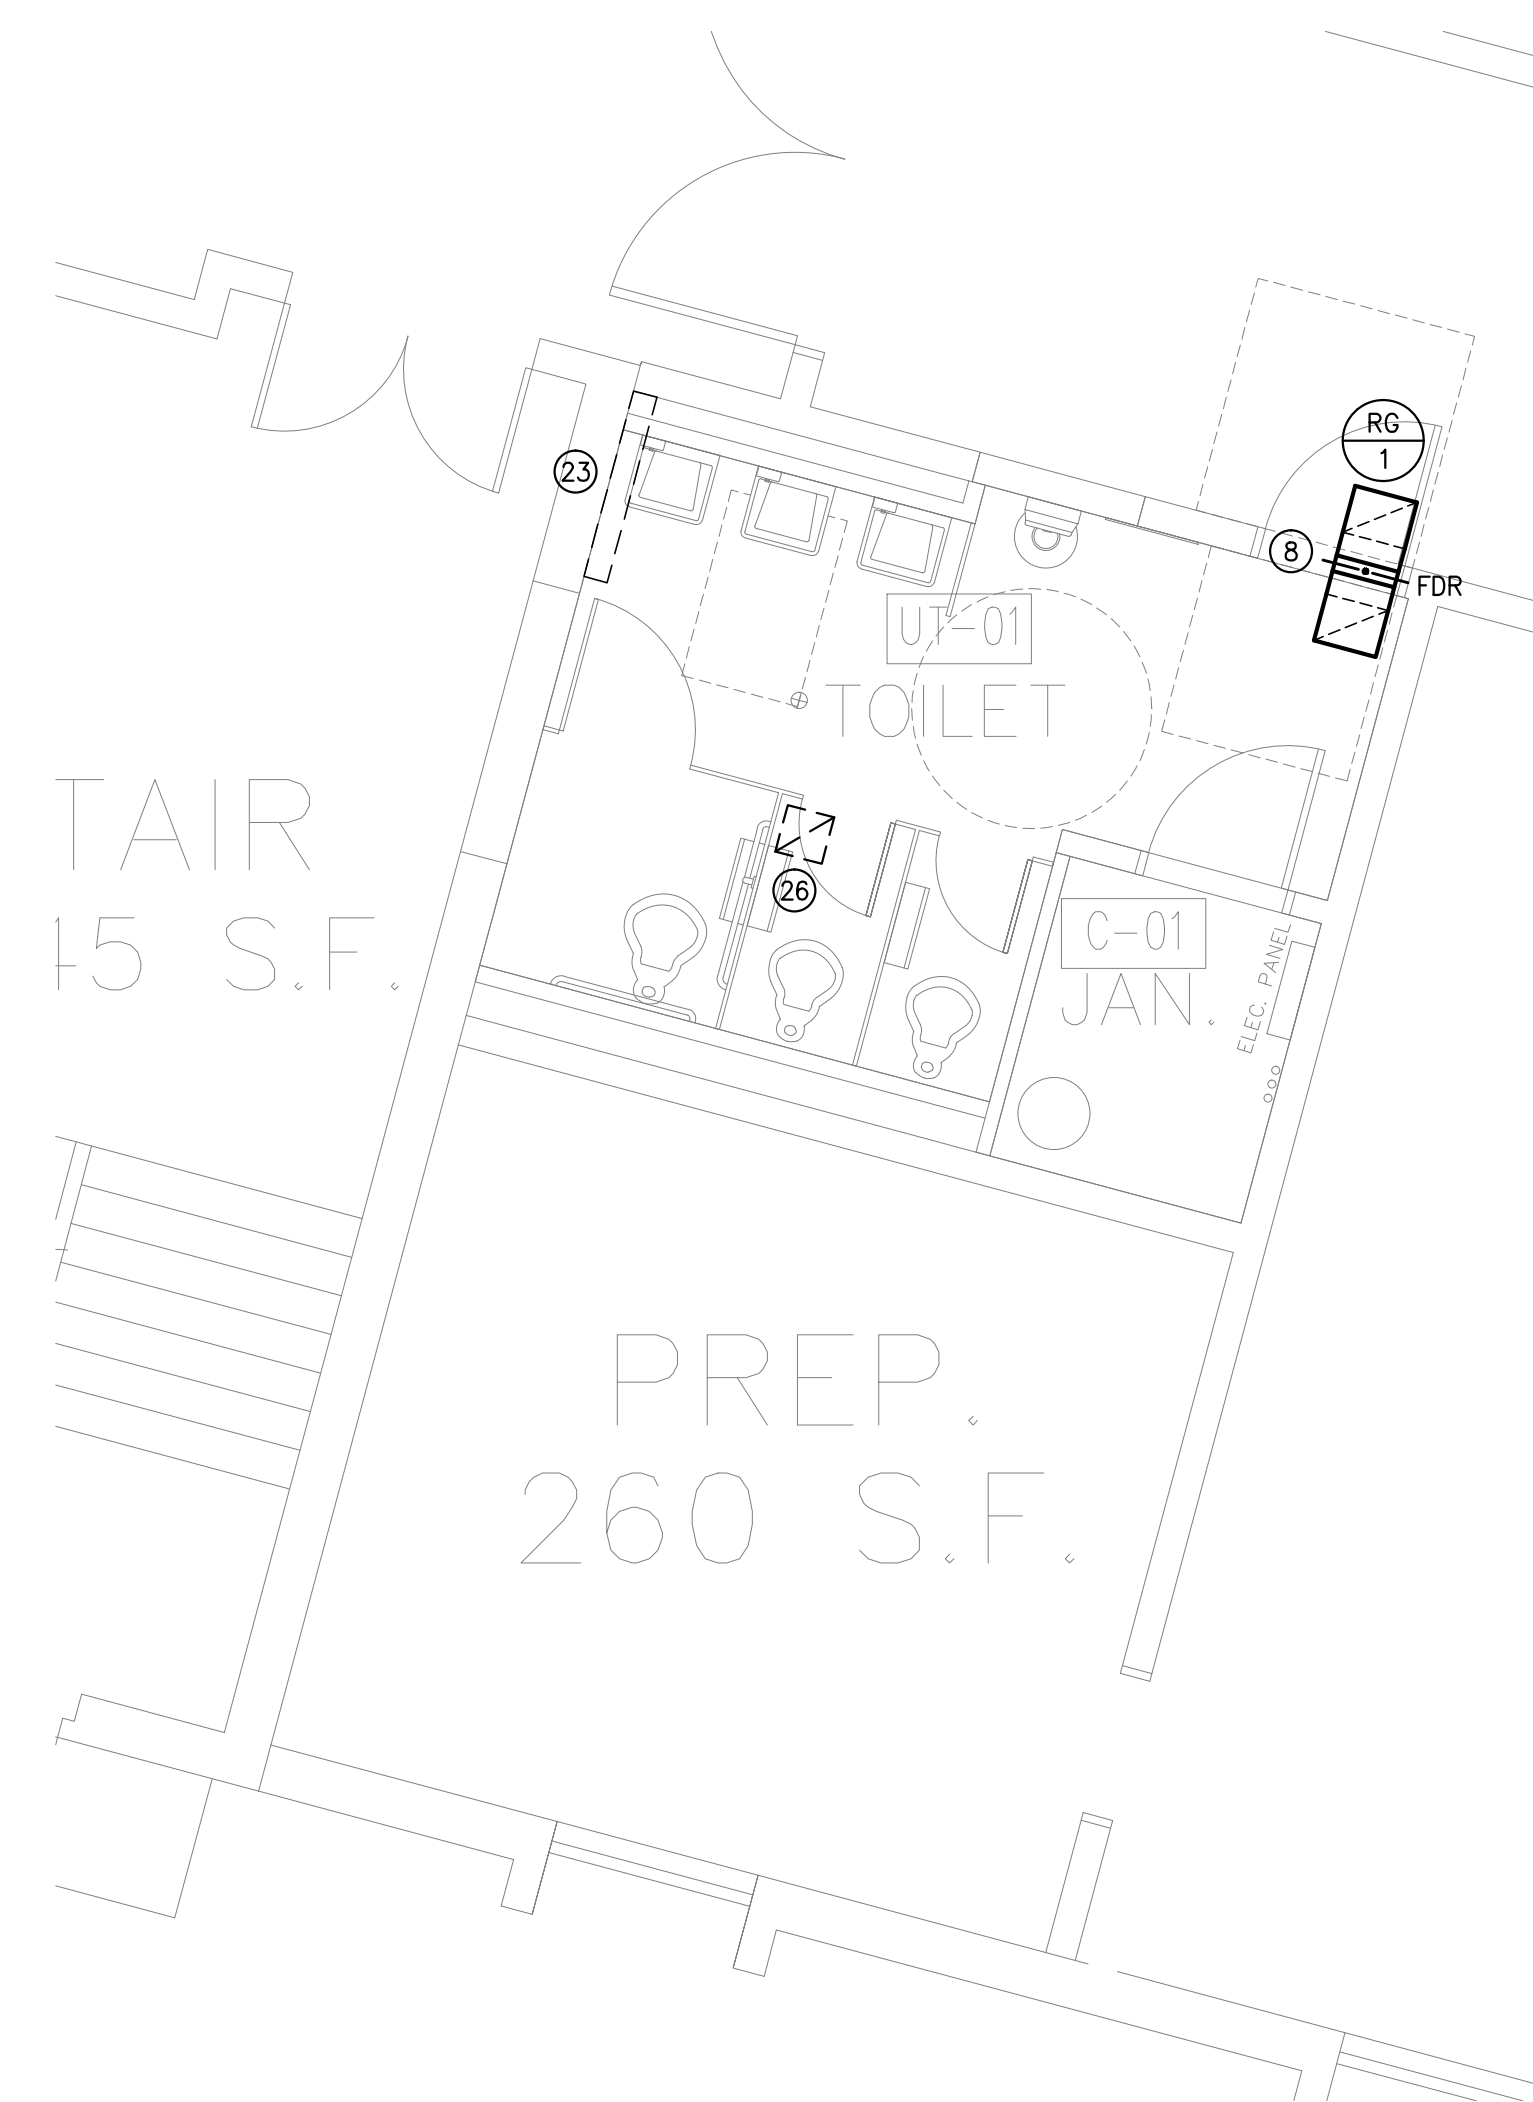 RG
1
23
8
FDR
UT-01
TOILET
TAIR
45 S.F.
26
C-01
JAN.
ELEC. PANEL
PREP.
260 S.F.